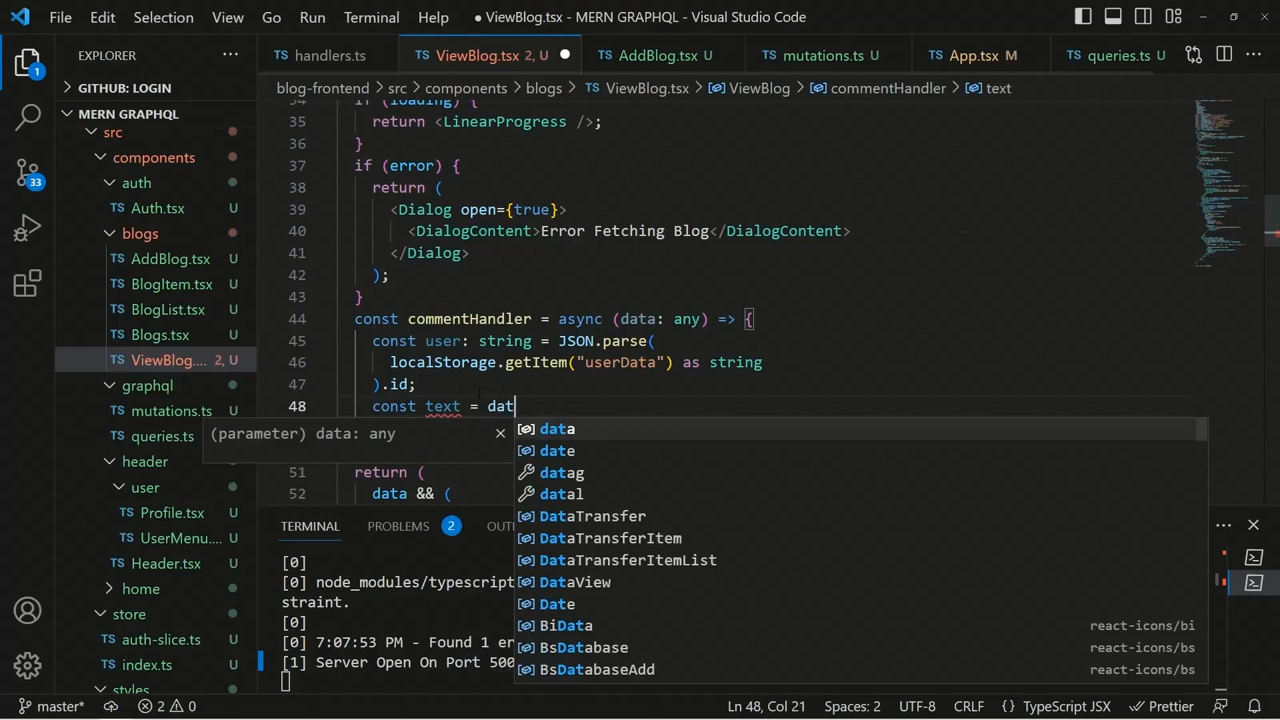 File Edit Selection View Go Run Terminal Help ● ViewBlog.tsx - MERN GRAPHQL - Visual Studio Code
EXPLORER
TS handlers.ts TS ViewBlog.tsx 2, U TS AddBlog.tsx U TS mutations.ts U TS App.tsx M TS queries.ts U
1
GITHUB: LOGIN
blog-frontend > src > components > blogs > TS ViewBlog.tsx > ViewBlog > commentHandler > text
MERN GRAPHQL
src
components
auth
TS Auth.tsx U
blogs
TS AddBlog.tsx U
TS BlogItem.tsx U
TS BlogList.tsx U
TS Blogs.tsx U
TS ViewBlog.... 2, U
graphql
TS mutations.ts U
TS queries.ts U
header
user
TS Profile.tsx U
TS UserMenu.... U
TS Header.tsx U
home
store
TS auth-slice.ts U
TS index.ts U
styles
33
34 if (loading) {
35 return <LinearProgress />;
36 }
37 if (error) {
38 return (
39 <Dialog open={true}>
40 <DialogContent>Error Fetching Blog</DialogContent>
41 </Dialog>
42 );
43 }
44 const commentHandler = async (data: any) => {
45 const user: string = JSON.parse(
46 localStorage.getItem("userData") as string
47 ).id;
48 const text = dat
(parameter) data: any
51 return (
52 data && (
data
date
datag
datal
DataTransfer
DataTransferItem
DataTransferItemList
DataView
Date
BiData react-icons/bi
BsDatabase react-icons/bs
BsDatabaseAdd react-icons/bs
TERMINAL PROBLEMS 2 OUT
[0]
[0] node_modules/typescript
straint.
[0]
[0] 7:07:53 PM - Found 1 er
[1] Server Open On Port 500
master* 2 0 Ln 48, Col 21 Spaces: 2 UTF-8 CRLF {} TypeScript JSX Prettier